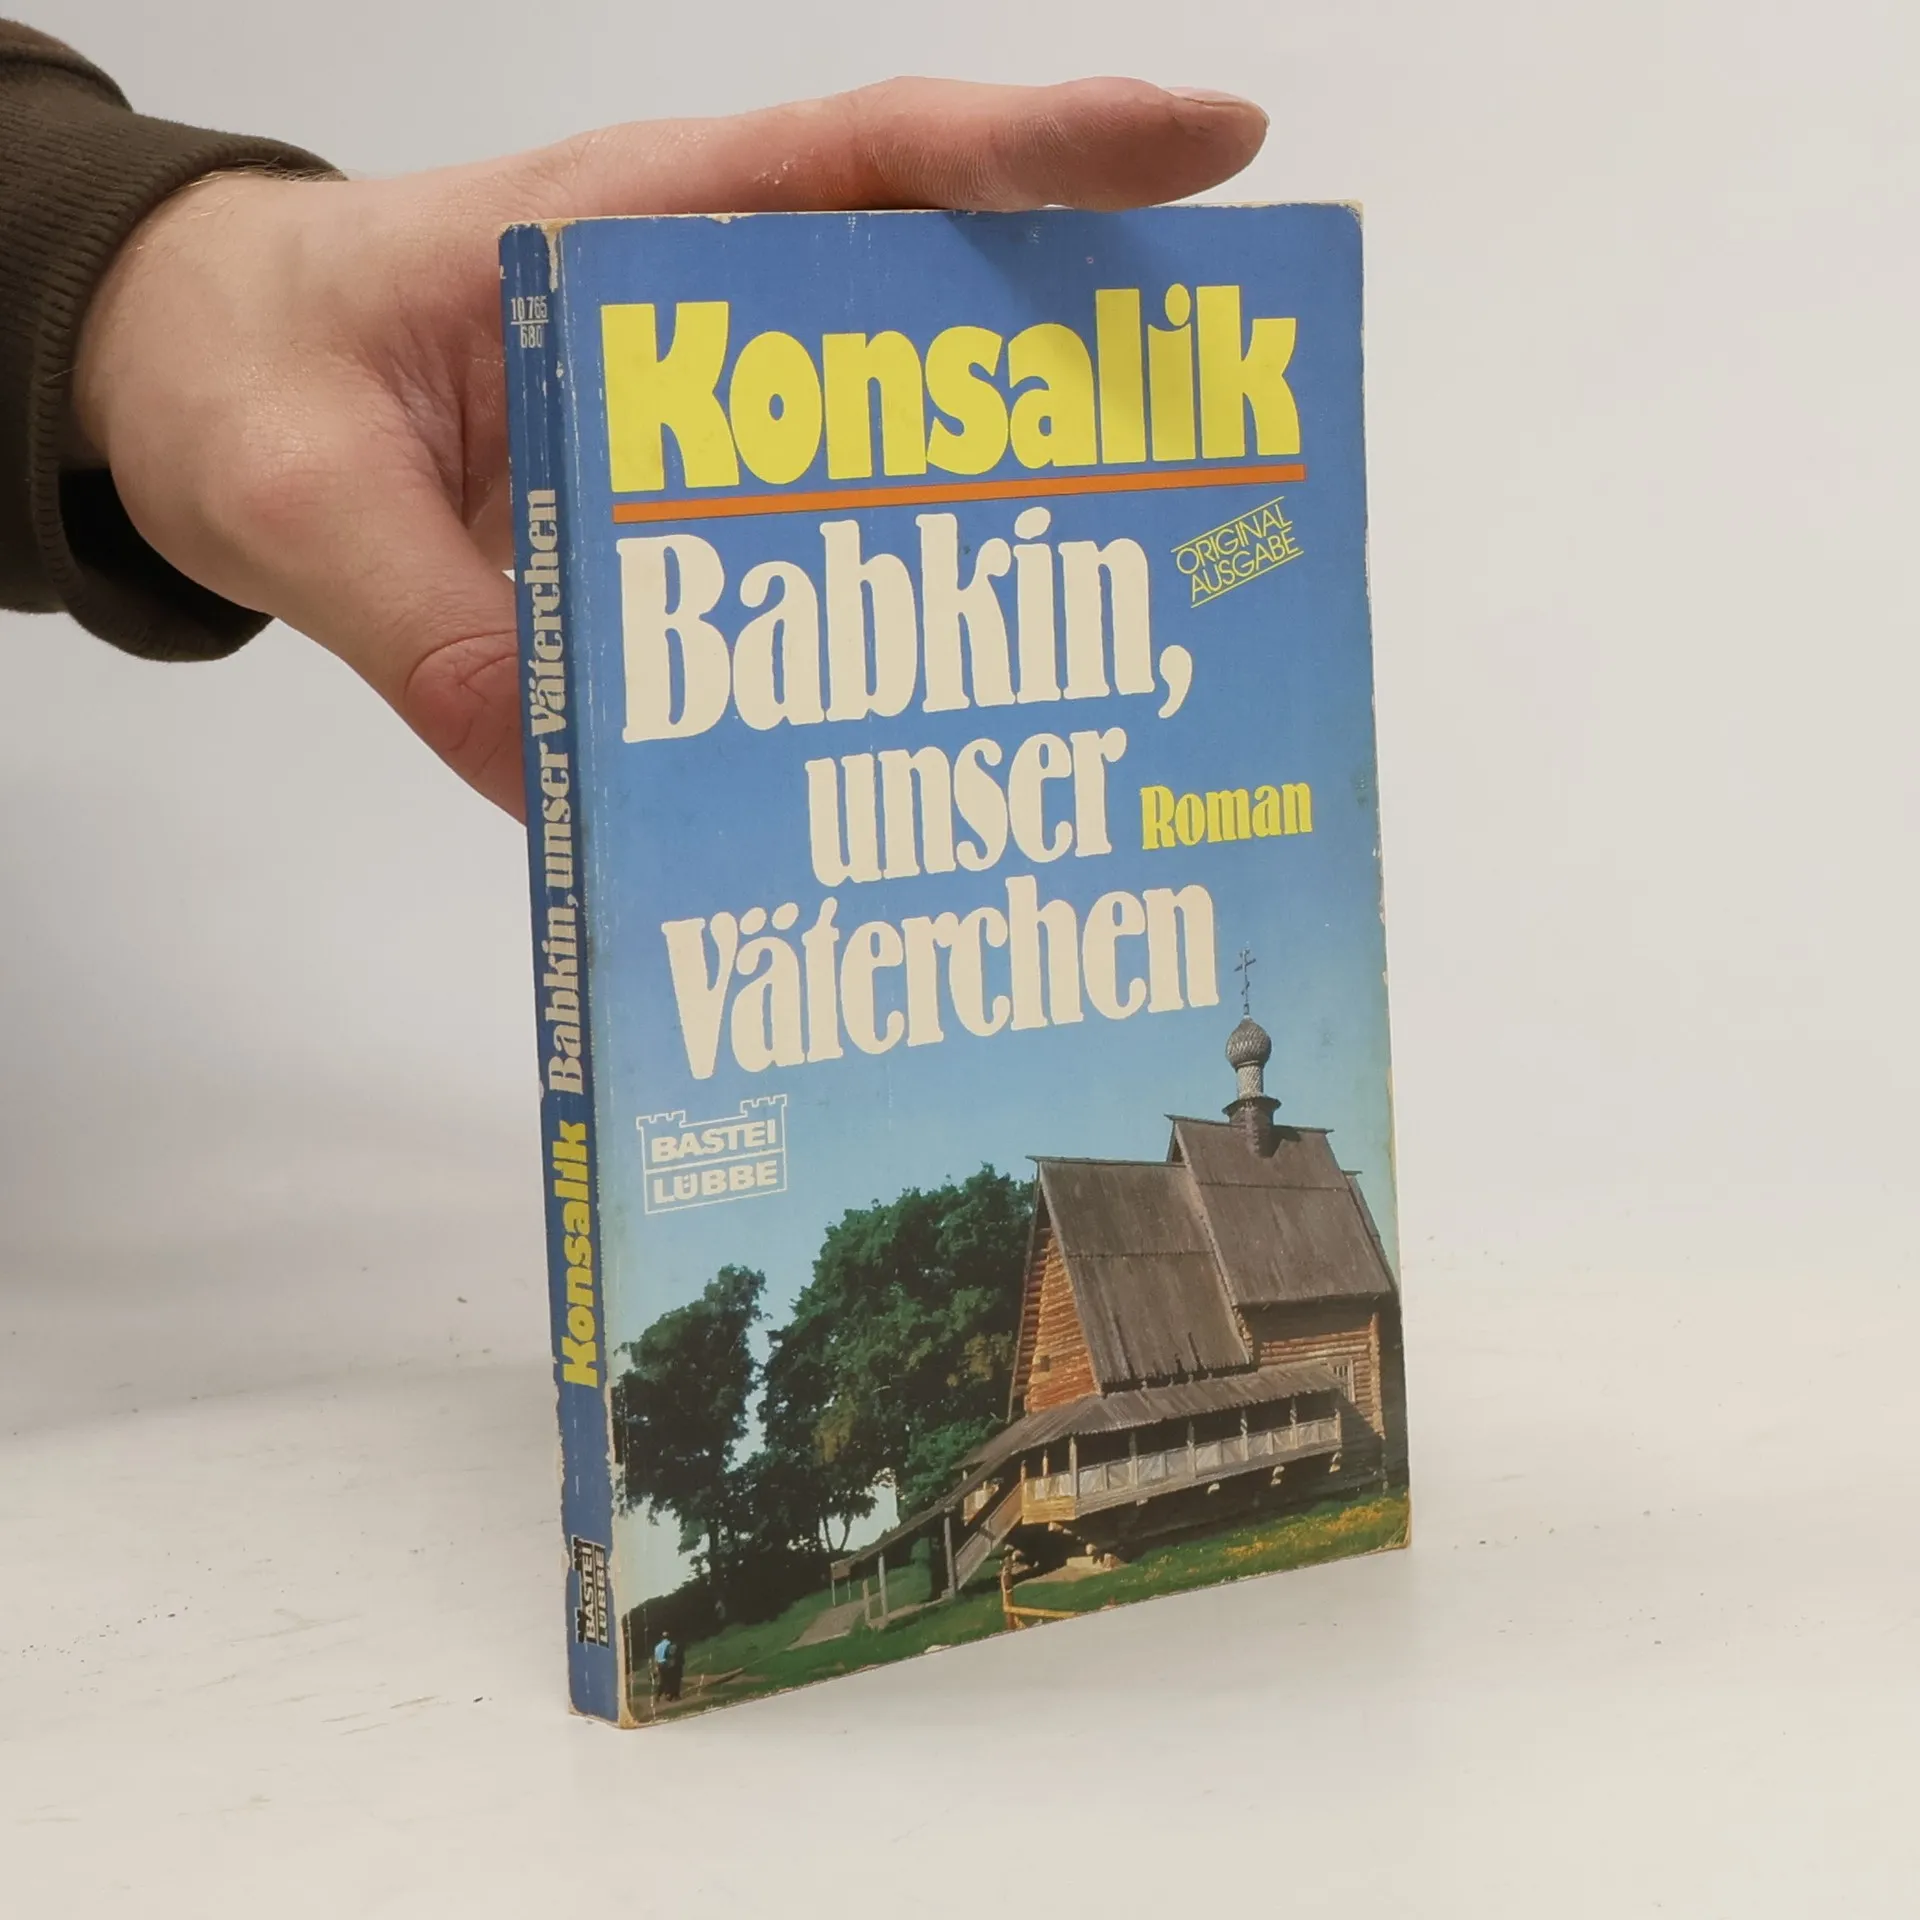 Konsalik
Babkin,
ORIGINAL
AUSGABE
unser
Roman
Väterchen
BASTEI
LÜBBE
10 765
680
Konsalik Babkin, unser Väterchen
BASTEI
LÜBBE